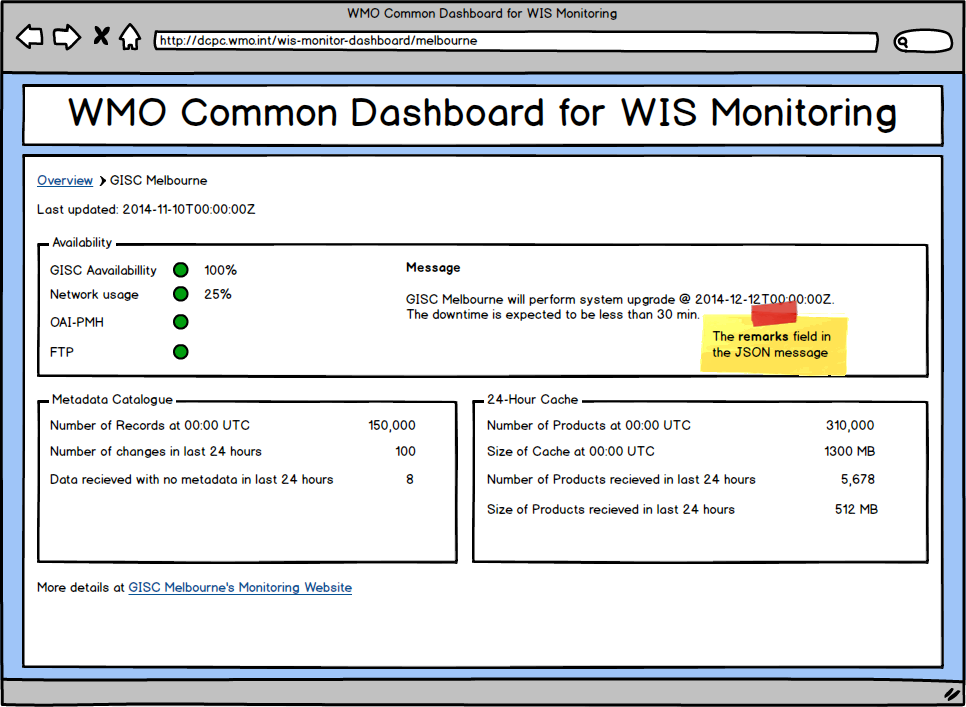 WMO Common Dashboard for WIS Monitoring
http://dcpc.wmo.int/wis-monitor-dashboard/melbourne
WMO Common Dashboard for WIS Monitoring
Overview > GISC Melbourne
Last updated: 2014-11-10T00:00:00Z
Availability
GISC Aavailabillity 100%
Network usage 25%
OAI-PMH
FTP
Message
GISC Melbourne will perform system upgrade @ 2014-12-12T00:00:00Z.
The downtime is expected to be less than 30 min.
The remarks field in
the JSON message
Metadata Catalogue
Number of Records at 00:00 UTC 150,000
Number of changes in last 24 hours 100
Data recieved with no metadata in last 24 hours 8
24-Hour Cache
Number of Products at 00:00 UTC 310,000
Size of Cache at 00:00 UTC 1300 MB
Number of Products recieved in last 24 hours 5,678
Size of Products recieved in last 24 hours 512 MB
More details at GISC Melbourne's Monitoring Website